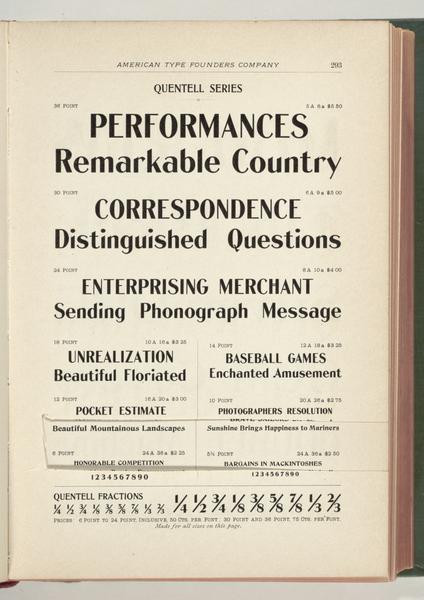 AMERICAN TYPE FOUNDERS COMPANY 293
QUENTELL SERIES
36 POINT 5 A 6 a $5 50
PERFORMANCES
Remarkable Country
30 POINT 6 A 9 a $5 00
CORRESPONDENCE
Distinguished Questions
24 POINT 8 A 10 a $4 00
ENTERPRISING MERCHANT
Sending Phonograph Message
18 POINT 10 A 16 a $3 25
UNREALIZATION
Beautiful Floriated
14 POINT 12 A 18 a $3 25
BASEBALL GAMES
Enchanted Amusement
12 POINT 16 A 20 a $3 00
POCKET ESTIMATE
Beautiful Mountainous Landscapes
10 POINT 20 A 26 a $2 75
PHOTOGRAPHERS RESOLUTION
Sunshine Brings Happiness to Mariners
6 POINT 24 A 36 a $2 25
HONORABLE COMPETITION
1234567890
5½ POINT 24 A 36 a $2 50
BARGAINS IN MACKINTOSHES
1234567890
QUENTELL FRACTIONS
¼ ½ ¾ ⅛ ⅜ ⅝ ⅞ ⅓ ⅔
¼ ½ ¾ ⅛ ⅜ ⅝ ⅞ ⅓ ⅔
PRICES: 6 POINT TO 24 POINT, INCLUSIVE, 50 CTS. PER FONT; 30 POINT AND 36 POINT, 75 CTS. PER FONT.
Made for all sizes on this page.